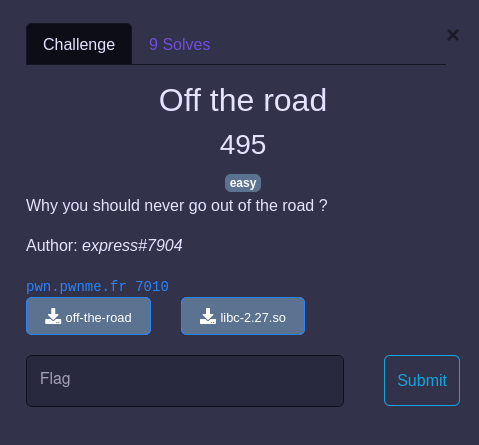 Challenge 9 Solves ×
Off the road
495
easy
Why you should never go out of the road ?
Author: express#7904
pwn.pwnme.fr 7010
off-the-road libc-2.27.so
Flag Submit